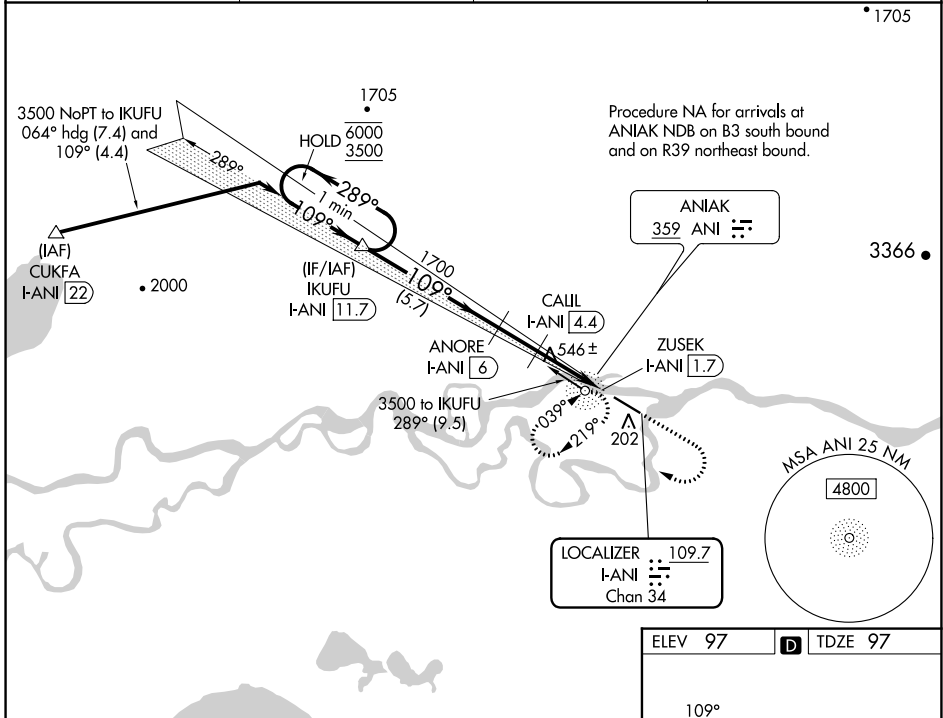 1705
3500 NoPT to IKUFU
064° hdg (7.4) and
109° (4.4)
1705
HOLD
6000
3500
Procedure NA for arrivals at
ANIAK NDB on B3 south bound
and on R39 northeast bound.
289°
289°
1 min
109°
(IAF)
CUKFA
I-ANI 22
2000
(IF/IAF)
IKUFU
I-ANI 11.7
1700
109°
(5.7)
ANIAK
359 ANI
3366
CALIL
I-ANI 4.4
546±
ANORE
I-ANI 6
ZUSEK
I-ANI 1.7
3500 to IKUFU
289° (9.5)
039°
219°
202
MSA ANI 25 NM
4800
LOCALIZER 109.7
I-ANI
Chan 34
ELEV 97 D TDZE 97
109°